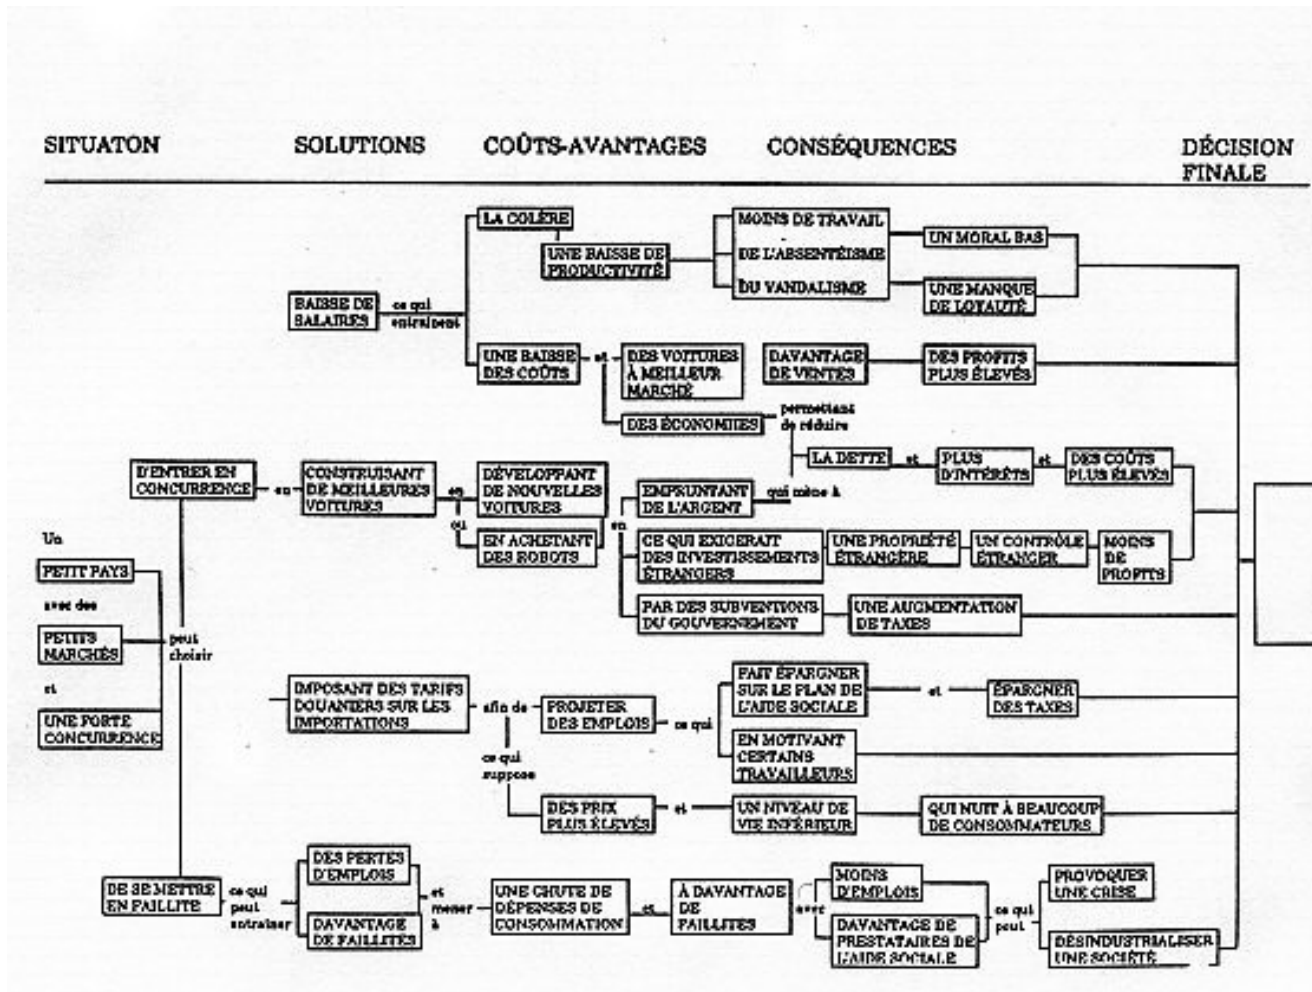 SITUATON
SOLUTIONS
COÛTS-AVANTAGES
CONSÉQUENCES
DÉCISION
FINALE
LA COLÈRE
UNE BAISSE DE
PRODUCTIVITÉ
MOINS DE TRAVAIL
DE L'ABSENTÉISME
DU VANDALISME
UN MORAL BAS
UNE MANQUE
DE LOYAUTÉ
BAISSE DE
SALAIRES
ce qui
entraînent
UNE BAISSE
DES COÛTS
et
DES VOITURES
À MEILLEUR
MARCHÉ
DAVANTAGE
DE VENTES
DES PROFITS
PLUS ÉLEVÉS
DES ÉCONOMIES
permettant
de réduire
LA DETTE
et
PLUS
D'INTÉRÊTS
et
DES COÛTS
PLUS ÉLEVÉS
D'ENTRER EN
CONCURRENCE
en
CONSTRUISANT
DE MEILLEURES
VOITURES
en
ou
DÉVELOPPANT
DE NOUVELLES
VOITURES
EN ACHETANT
DES ROBOTS
en
EMPRUNTANT
DE L'ARGENT
qui mène à
CE QUI EXIGERAIT
DES INVESTISSEMENTS
ÉTRANGERS
UNE PROPRIÉTÉ
ÉTRANGÈRE
UN CONTRÔLE
ÉTRANGER
MOINS
DE
PROFITS
PAR DES SUBVENTIONS
DU GOUVERNEMENT
UNE AUGMENTATION
DE TAXES
Un
PETIT PAYS
avec des
PETITS
MARCHÉS
et
UNE FORTE
CONCURRENCE
peut
choisir
IMPOSANT DES TARIFS
DOUANIERS SUR LES
IMPORTATIONS
afin de
PROJETER
DES EMPLOIS
ce qui
FAIT ÉPARGNER
SUR LE PLAN DE
L'AIDE SOCIALE
et
ÉPARGNER
DES TAXES
EN MOTIVANT
CERTAINS
TRAVAILLEURS
ce qui
suppose
DES PRIX
PLUS ÉLEVÉS
et
UN NIVEAU DE
VIE INFÉRIEUR
QUI NUIT À BEAUCOUP
DE CONSOMMATEURS
DE SE METTRE
EN FAILLITE
ce qui
peut
entraîner
DES PERTES
D'EMPLOIS
DAVANTAGE
DE FAILLITES
et
mener
à
UNE CHUTE DE
DÉPENSES DE
CONSOMMATION
et
À DAVANTAGE
DE
FAILLITES
avec
MOINS
D'EMPLOIS
DAVANTAGE DE
PRESTATAIRES DE
L'AIDE SOCIALE
ce qui
peut
PROVOQUER
UNE CRISE
DÉSINDUSTRIALISER
UNE SOCIÉTÉ